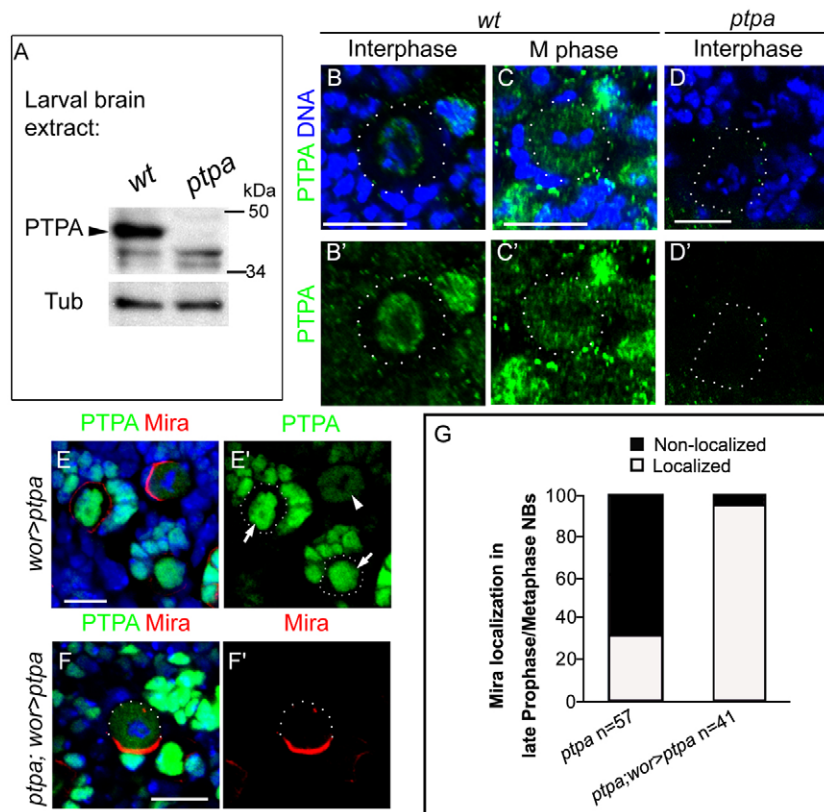 A
Larval brain
extract:
wt ptpa
kDa
50
PTPA
34
Tub
wt ptpa
Interphase M phase Interphase
PTPA DNA
B C D
PTPA
B' C' D'
PTPA Mira PTPA
wor>ptpa
E E'
PTPA Mira Mira
ptpa; wor>ptpa
F F'
G
Non-localized
Localized
Mira localization in
late Prophase/Metaphase NBs
100
80
60
40
20
0
ptpa n=57
ptpa;wor>ptpa n=41